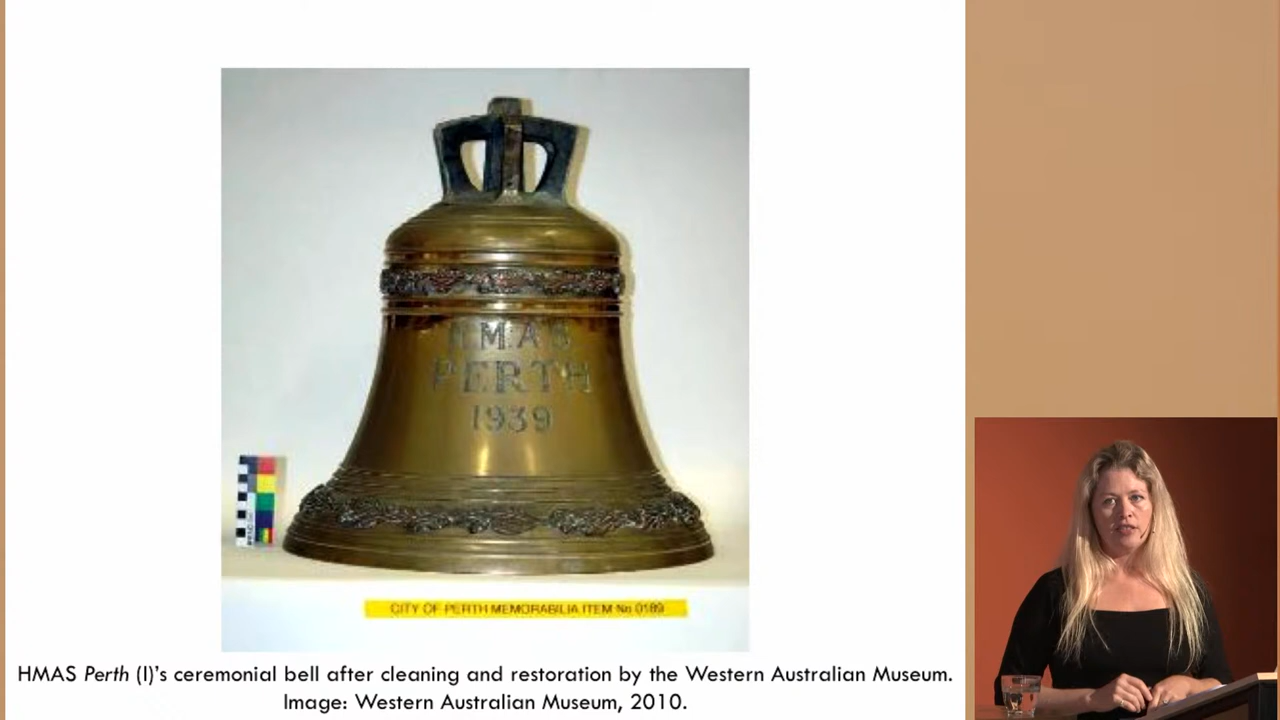 HMAS
PERTH
1939
CITY OF PERTH MEMORABILIA ITEM No 0189
HMAS Perth (I)’s ceremonial bell after cleaning and restoration by the Western Australian Museum.
Image: Western Australian Museum, 2010.